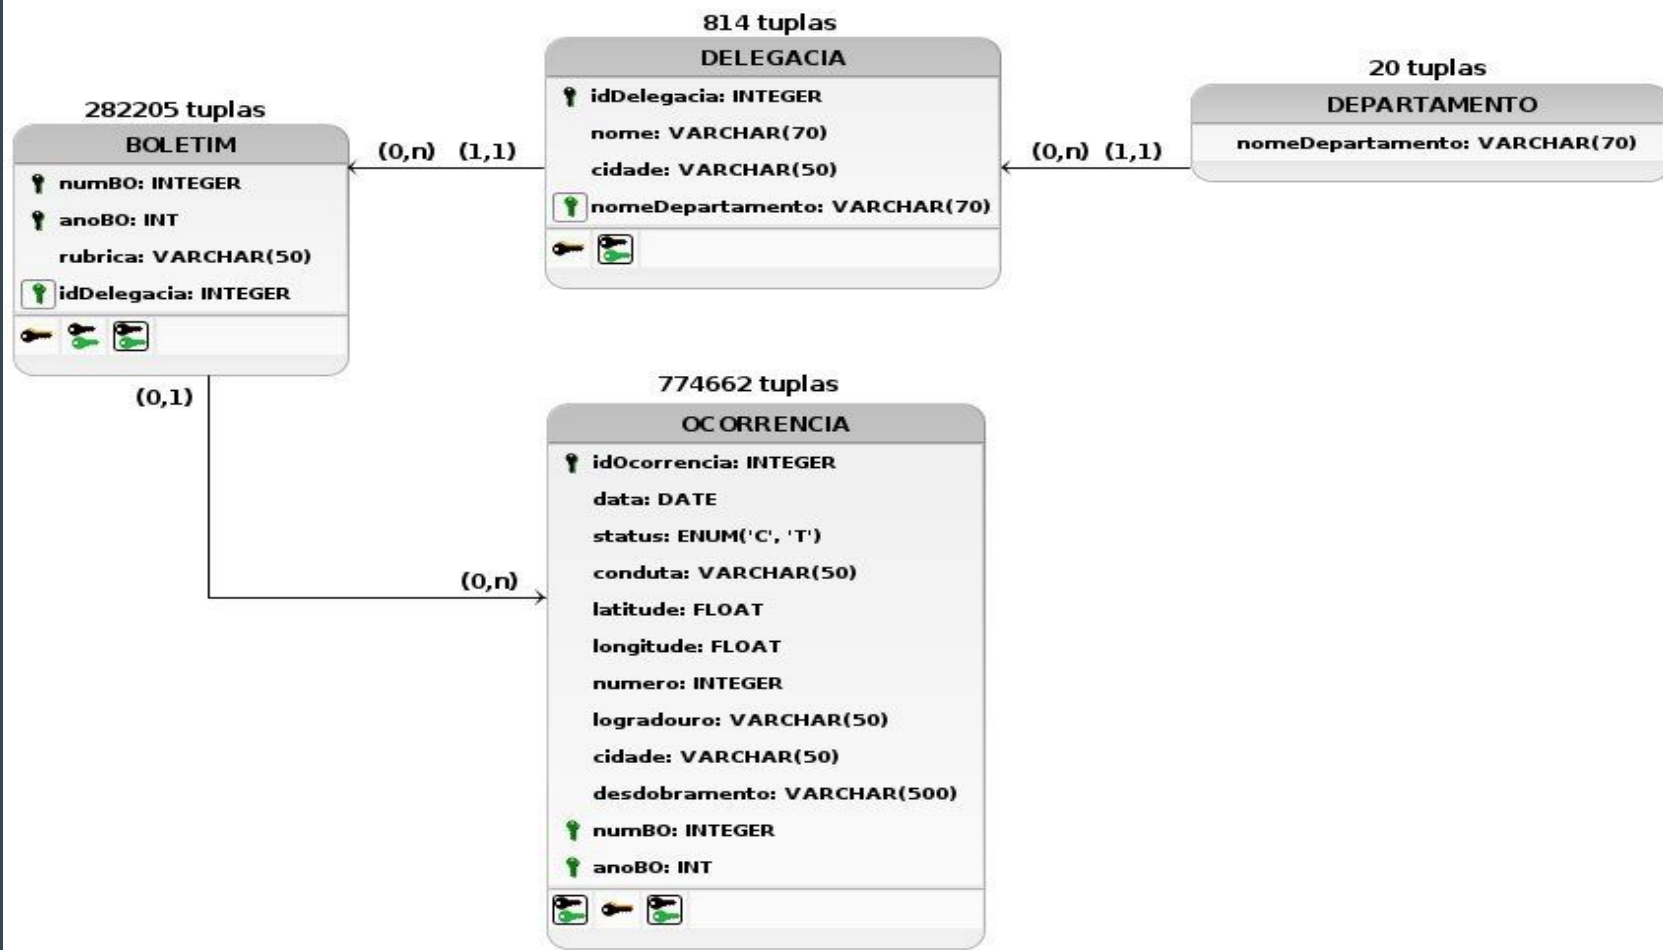 282205 tuplas
BOLETIM
numBO: INTEGER
anoBO: INT
rubrica: VARCHAR(50)
idDelegacia: INTEGER
(0,n) (1,1)
814 tuplas
DELEGACIA
idDelegacia: INTEGER
nome: VARCHAR(70)
cidade: VARCHAR(50)
nomeDepartamento: VARCHAR(70)
(0,n) (1,1)
20 tuplas
DEPARTAMENTO
nomeDepartamento: VARCHAR(70)
(0,1)
(0,n)
774662 tuplas
OCORRENCIA
idOcorrencia: INTEGER
data: DATE
status: ENUM('C', 'T')
conduta: VARCHAR(50)
latitude: FLOAT
longitude: FLOAT
numero: INTEGER
logradouro: VARCHAR(50)
cidade: VARCHAR(50)
desdobramento: VARCHAR(500)
numBO: INTEGER
anoBO: INT